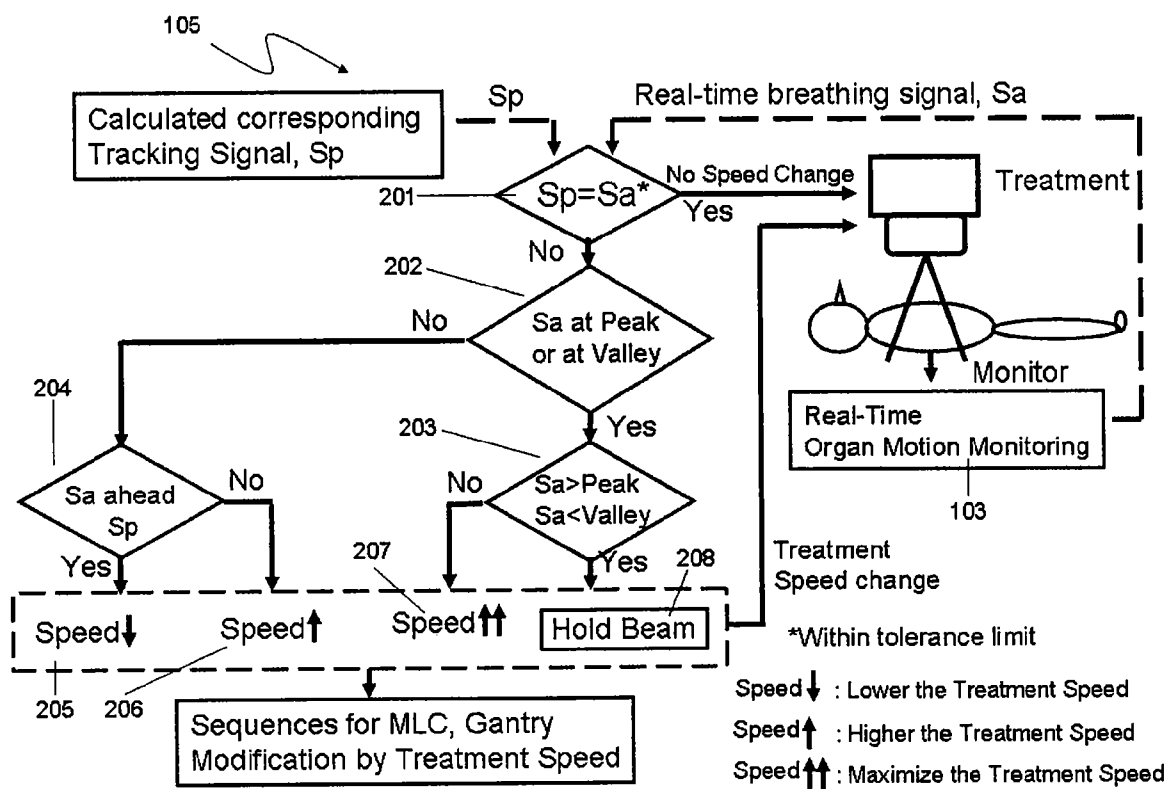 105
Calculated corresponding
Tracking Signal, Sp
Sp
Real-time breathing signal, Sa
201
Sp=Sa*
No Speed Change
Yes
Treatment
No
202
Sa at Peak
or at Valley
No
Yes
Monitor
Real-Time
Organ Motion Monitoring
103
204
Sa ahead
Sp
No
Yes
203
Sa>Peak
Sa<Valley
No
Yes
207
208
Treatment
Speed change
Speed↓
Speed↑
Speed⇈
Hold Beam
205
206
Sequences for MLC, Gantry
Modification by Treatment Speed
*Within tolerance limit
Speed↓ : Lower the Treatment Speed
Speed↑ : Higher the Treatment Speed
Speed⇈ : Maximize the Treatment Speed